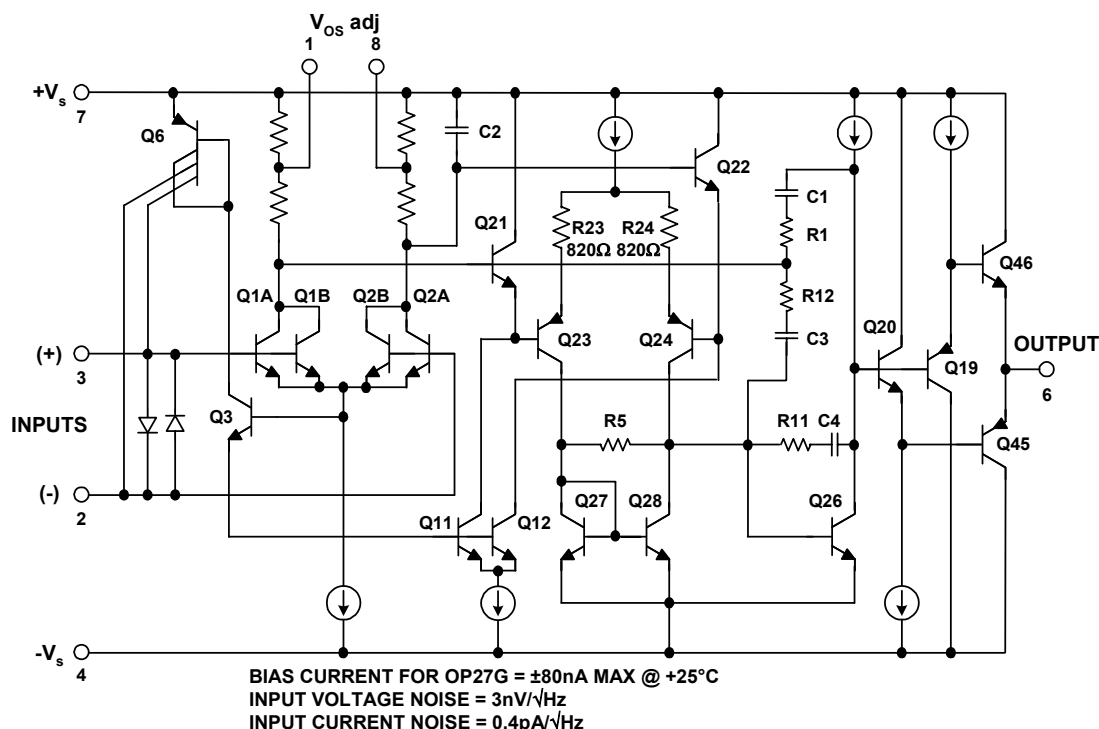 V_OS adj
1 8
+V_s
7
Q6
C2
Q22
C1
Q21
R23 R24
820Ω 820Ω
R1
Q46
Q1A Q1B Q2B Q2A
R12
Q23 Q24
C3
Q20
OUTPUT
(+)
3
Q19
6
INPUTS
Q3
R5
R11 C4
Q45
(-)
2
Q11 Q12
Q27 Q28
Q26
-V_s
4
BIAS CURRENT FOR OP27G = ±80nA MAX @ +25°C
INPUT VOLTAGE NOISE = 3nV/√Hz
INPUT CURRENT NOISE = 0.4pA/√Hz